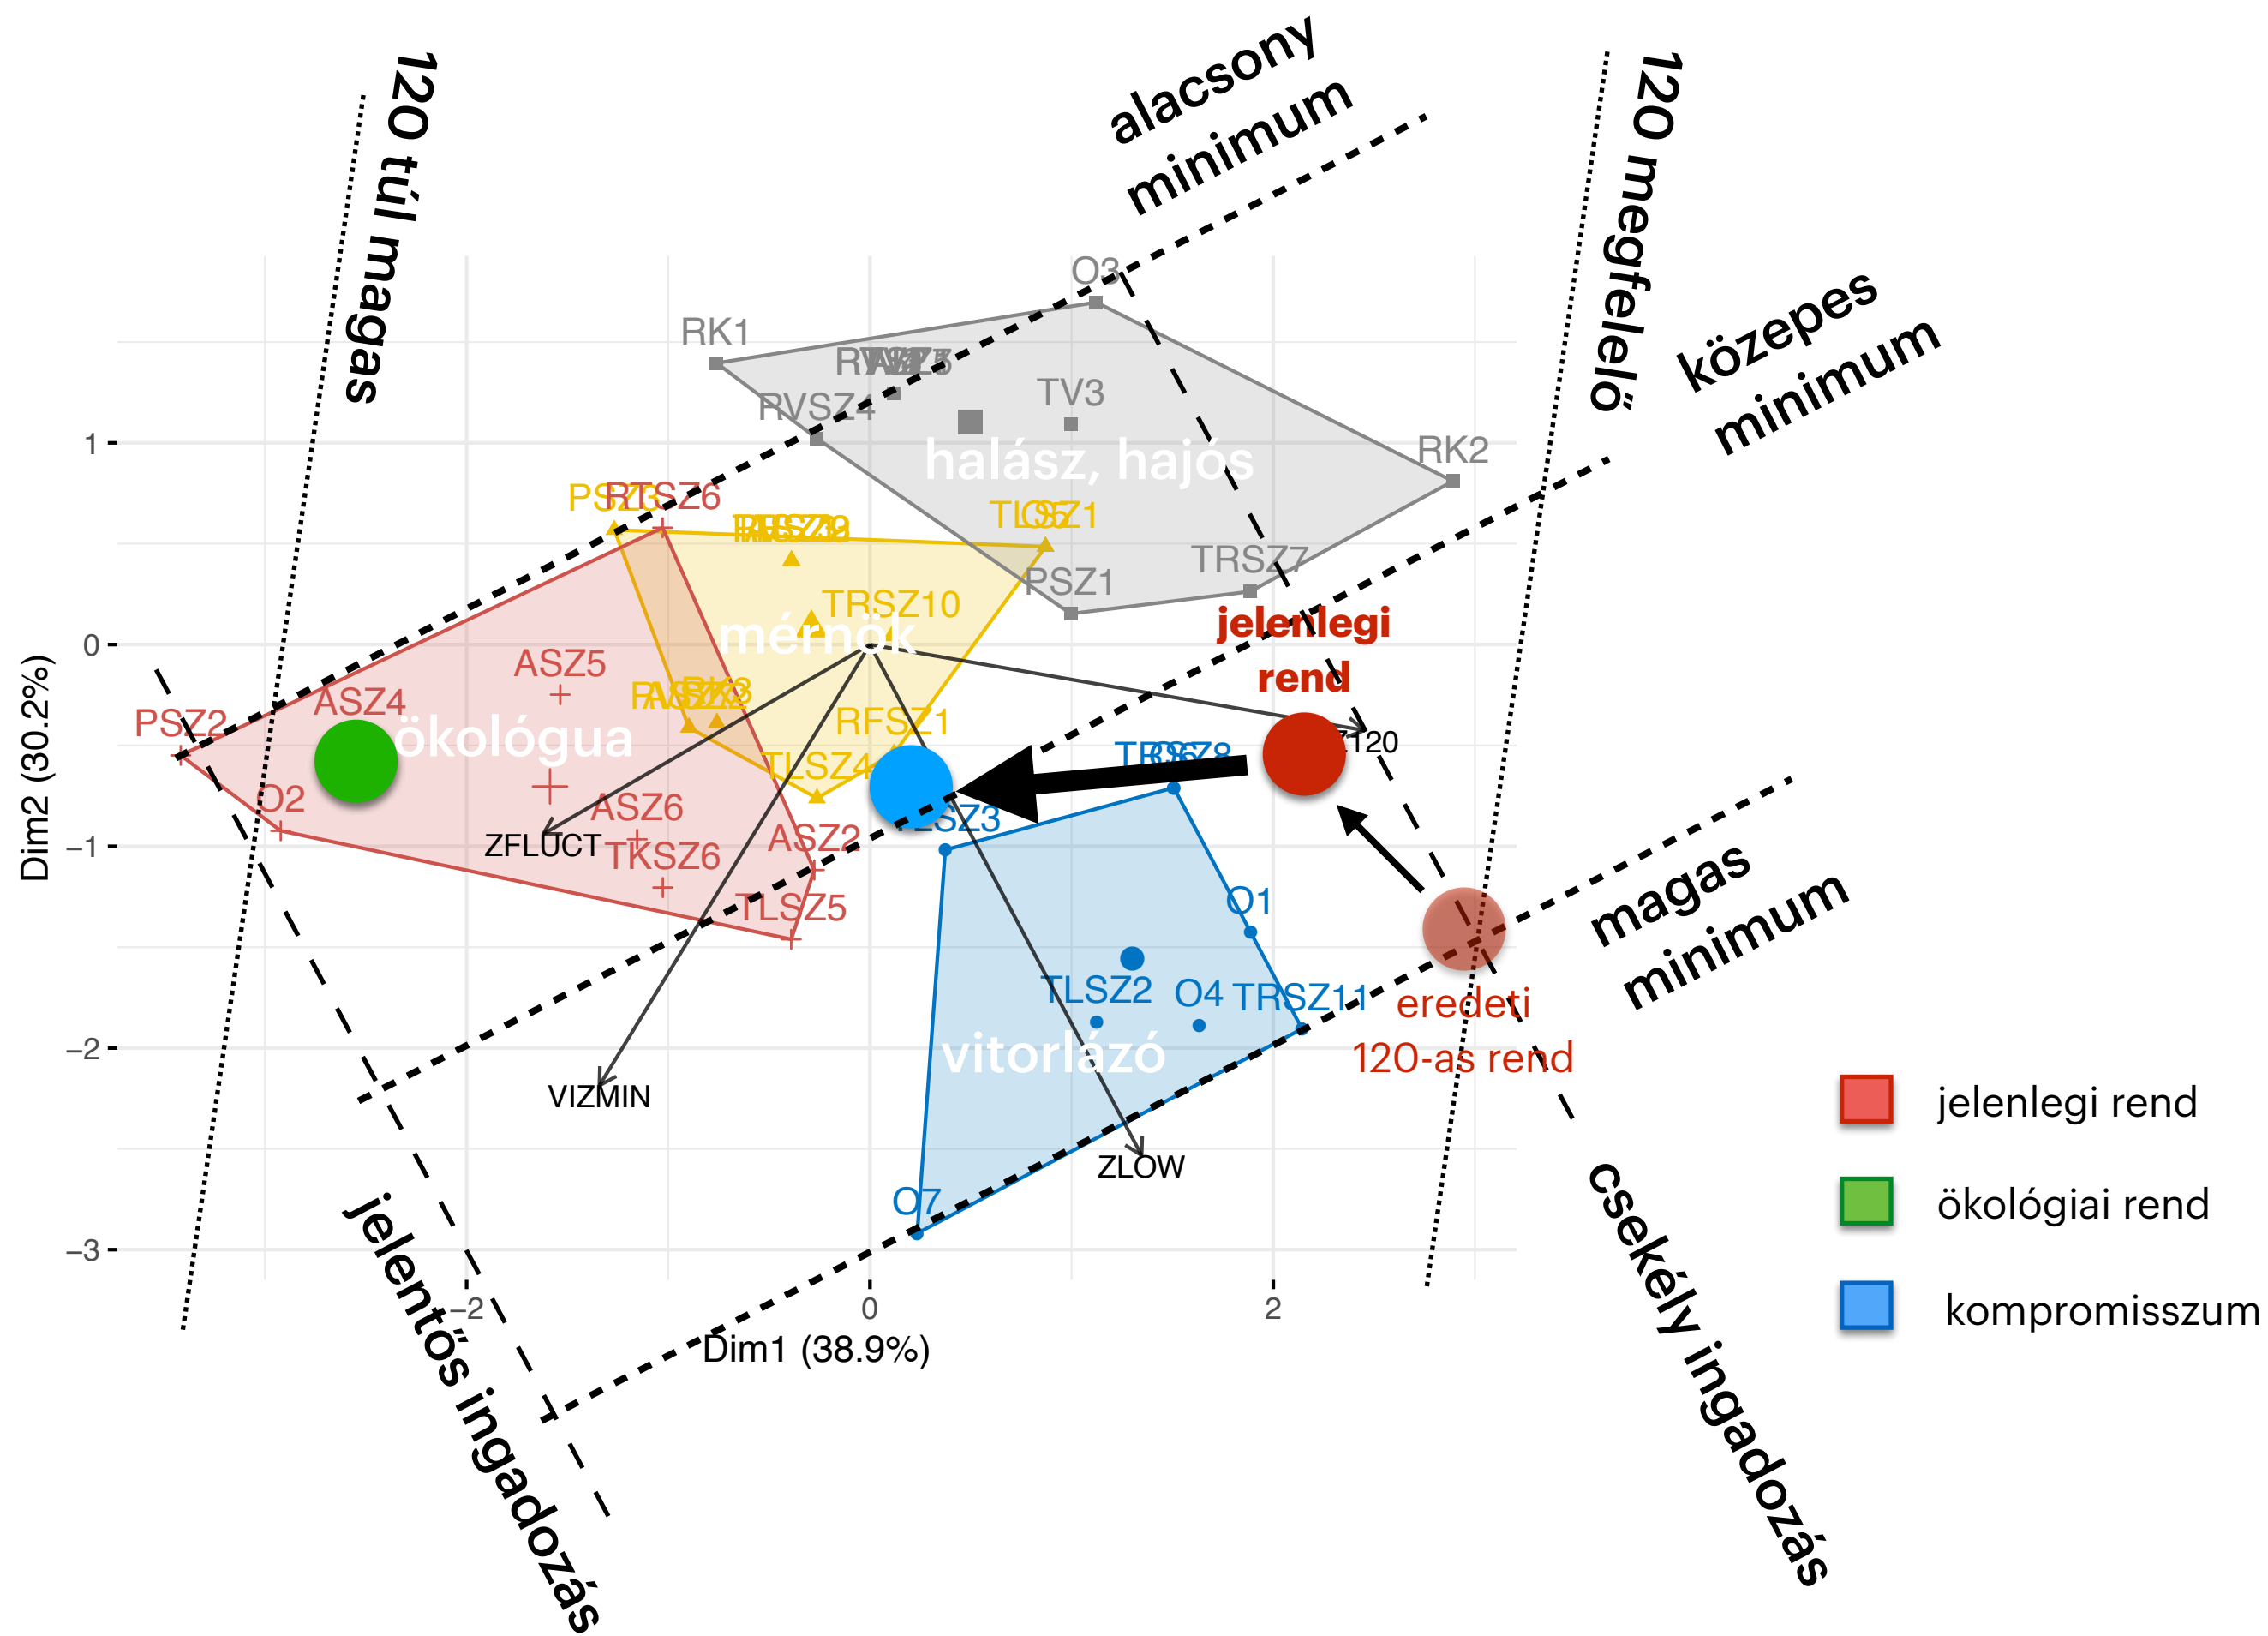 120 túl magas
alacsony
minimum
120 megfelelő
közepes
minimum
O3
RK1
TV3
RVSZ4
halász, hajós
RK2
PSZ3
RTSZ6
TLSZ1
TRSZ7
PSZ1
TRSZ10
mérnök
jelenlegi
rend
ASZ5
ASZ4
PSZ2
ökológua
RFSZ1
TLSZ4
O2
ASZ6
ZFLUCT
TKSZ6
ASZ2
TLSZ5
O1
magas
minimum
TLSZ2
O4
TRSZ11
eredeti
120-as rend
vitorlázó
VIZMIN
ZLOW
O7
jelentős ingadozás
csekély ingadozás
1
0
−1
−2
−3
−2
0
2
Dim1 (38.9%)
Dim2 (30.2%)
jelenlegi rend
ökológiai rend
kompromisszum